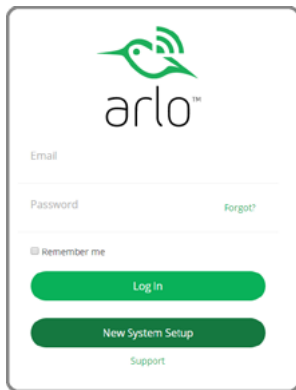 arlo™
Email
Password
Forgot?
Remember me
Log In
New System Setup
Support